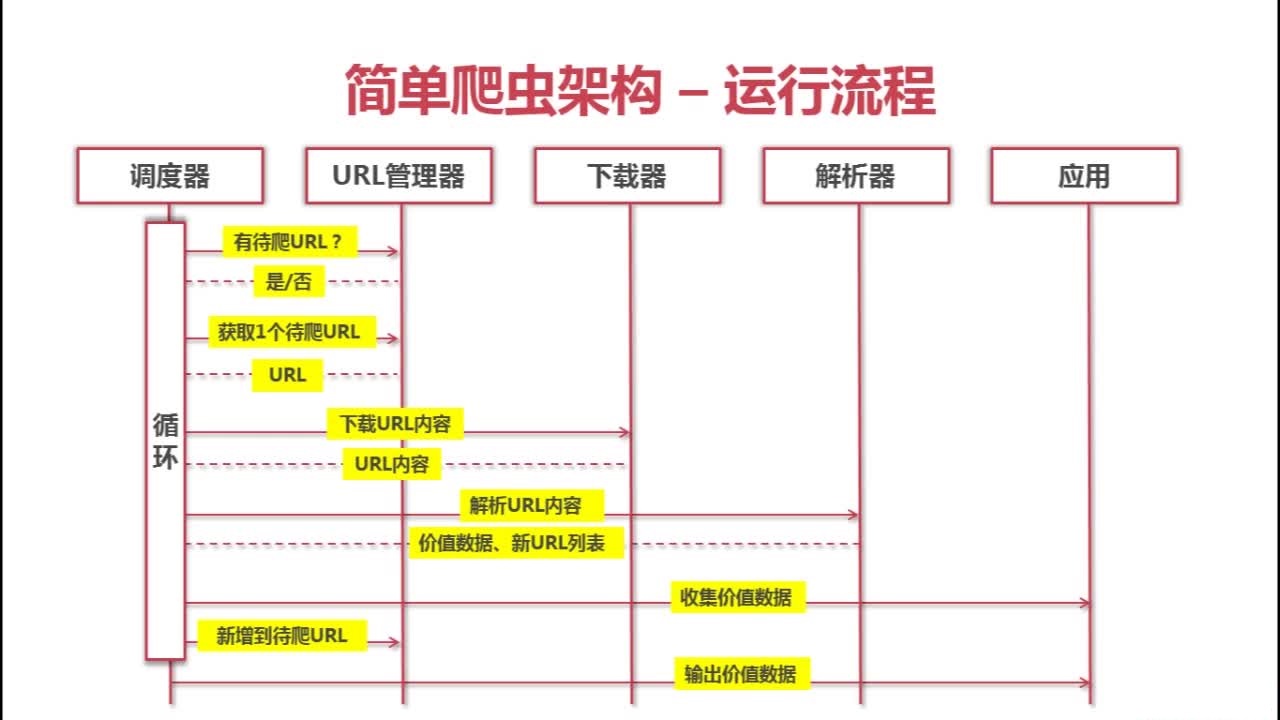 简单爬虫架构 – 运行流程
调度器
URL管理器
下载器
解析器
应用
有待爬URL？
是/否
获取1个待爬URL
URL
循环
下载URL内容
URL内容
解析URL内容
价值数据、新URL列表
收集价值数据
新增到待爬URL
输出价值数据